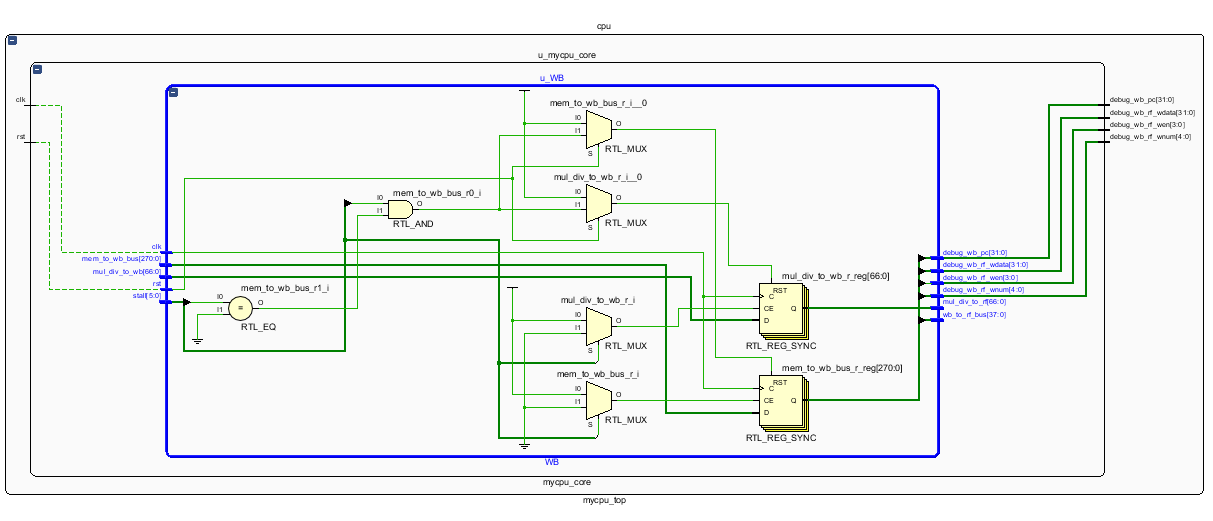 cpu
u_mycpu_core
u_WB
clk
rst
mem_to_wb_bus_r_i__0
I0
I1
S
O
RTL_MUX
mul_div_to_wb_r_i__0
I0
I1
S
O
RTL_MUX
mem_to_wb_bus_r0_i
I0
I1
O
RTL_AND
clk
mem_to_wb_bus[270:0]
mul_div_to_wb[66:0]
rst
stall[5:0]
mem_to_wb_bus_r1_i
I0
I1
=
O
RTL_EQ
mul_div_to_wb_r_i
I0
I1
S
O
RTL_MUX
mem_to_wb_bus_r_i
I0
I1
S
O
RTL_MUX
mul_div_to_wb_r_reg[66:0]
RST
C
CE
D
Q
RTL_REG_SYNC
mem_to_wb_bus_r_reg[270:0]
RST
C
CE
D
Q
RTL_REG_SYNC
debug_wb_pc[31:0]
debug_wb_rf_wdata[31:0]
debug_wb_rf_wen[3:0]
debug_wb_rf_wnum[4:0]
mul_div_to_rf[66:0]
wb_to_rf_bus[37:0]
debug_wb_pc[31:0]
debug_wb_rf_wdata[31:0]
debug_wb_rf_wen[3:0]
debug_wb_rf_wnum[4:0]
WB
mycpu_core
mycpu_top